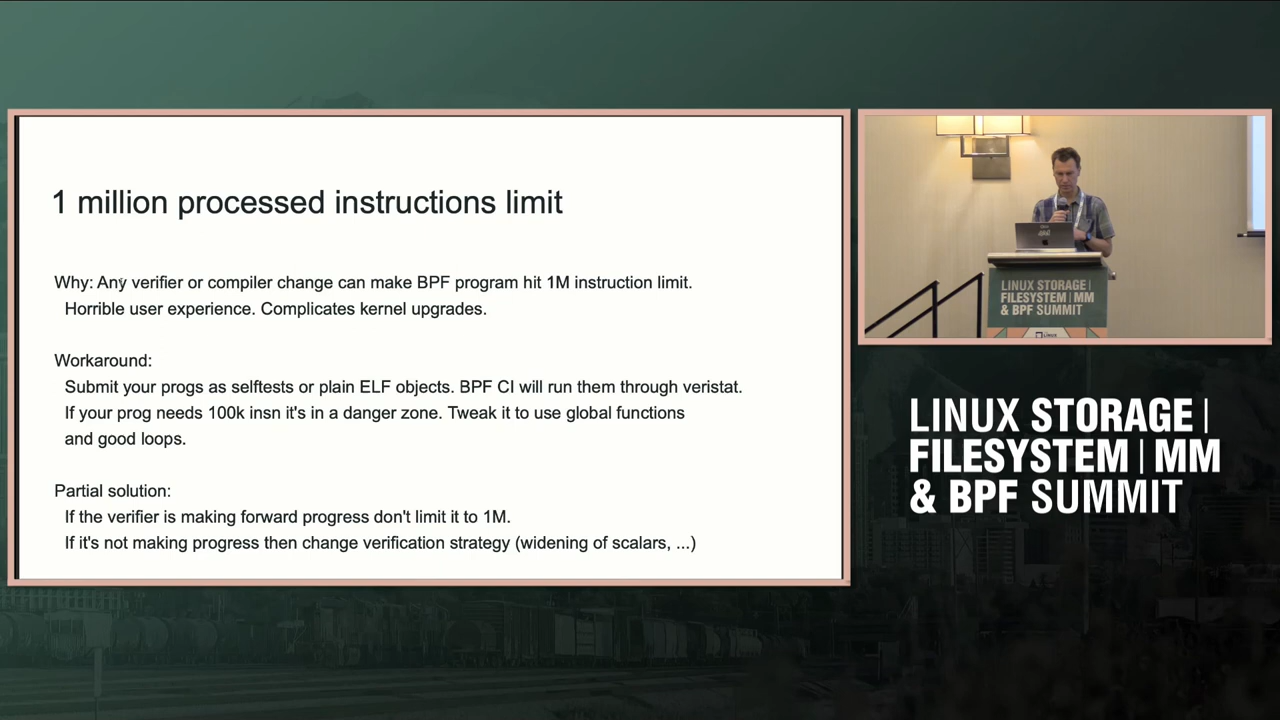 1 million processed instructions limit
Why: Any verifier or compiler change can make BPF program hit 1M instruction limit.
Horrible user experience. Complicates kernel upgrades.
Workaround:
Submit your progs as selftests or plain ELF objects. BPF CI will run them through veristat.
If your prog needs 100k insn it's in a danger zone. Tweak it to use global functions
and good loops.
Partial solution:
If the verifier is making forward progress don't limit it to 1M.
If it's not making progress then change verification strategy (widening of scalars, ...)
LINUX STORAGE |
FILESYSTEM | MM
& BPF SUMMIT
LINUX STORAGE |
FILESYSTEM | MM
& BPF SUMMIT